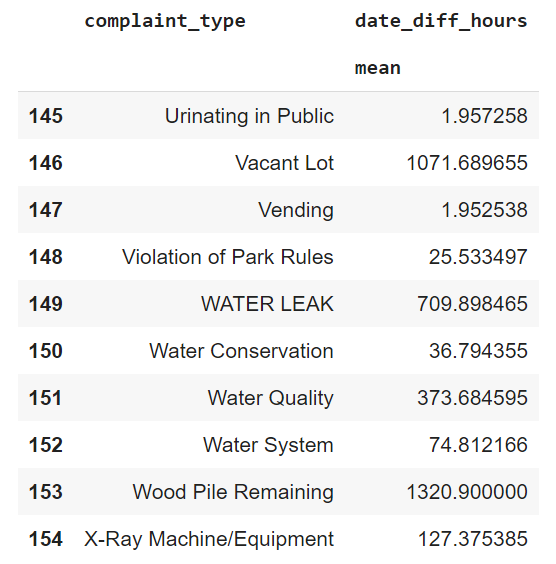 complaint_type date_diff_hours
mean
145 Urinating in Public 1.957258
146 Vacant Lot 1071.689655
147 Vending 1.952538
148 Violation of Park Rules 25.533497
149 WATER LEAK 709.898465
150 Water Conservation 36.794355
151 Water Quality 373.684595
152 Water System 74.812166
153 Wood Pile Remaining 1320.900000
154 X-Ray Machine/Equipment 127.375385